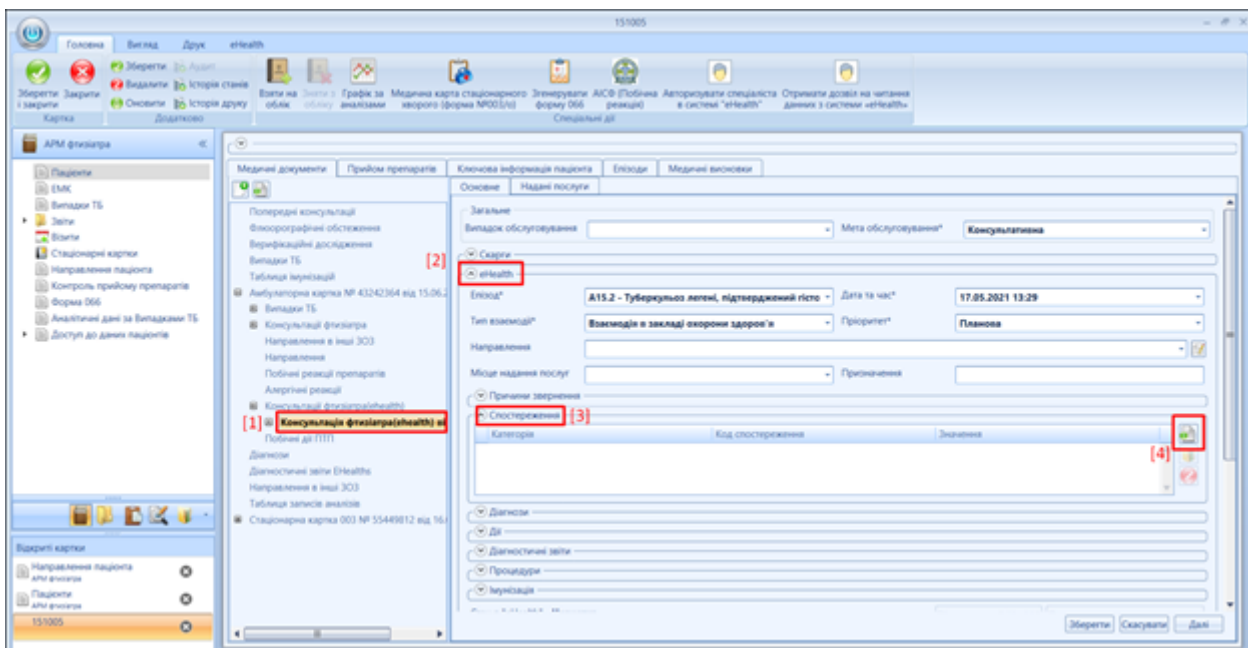 151005
Головна Вигляд Друк eHealth
Зберегти і закрити
Закрити
Зберегти Аудит
Видалити Історія станів
Оновити Історія друку
Взяти на облік
Зняти з обліку
Графік за аналізами
Медична карта стаціонарного хворого (форма №003/о)
Згенерувати форму 066
АІСФ (Побічна реакція)
Авторизувати спеціаліста в системі "eHealth"
Отримати дозвіл на читання данних з системи «eHealth»
Картка Додатково Спеціальні дії
АРМ фтизіатра
Пацієнти
ЕМК
Випадки ТБ
Звіти
Візити
Стаціонарні картки
Направлення пацієнта
Контроль прийому препаратів
Форма 066
Аналітичні дані за Випадками ТБ
Доступ до даних пацієнтів
Відкриті картки
Направлення пацієнта
АРМ фтизіатра
Пацієнти
АРМ фтизіатра
151005
Медичні документи Прийом препаратів Ключова інформація пацієнта Епізоди Медичні висновки
Попередні консультації
Флюорографічні обстеження
Верифікаційні дослідження
Випадки ТБ
Таблиця імунізацій
Амбулаторна картка № 43242364 від 15.06.2
Випадки ТБ
Консультації фтизіатра
Направлення в інші ЗОЗ
Направлення
Побічні реакції препаратів
Алергічні реакції
Консультації фтизіатра(ehealth)
[1] Консультація фтизіатра(ehealth) ві
Побічні дії ПТП
Діагнози
Діагностичні звіти EHealths
Направлення в інші ЗОЗ
Таблиця записів аналізів
Стаціонарна картка 003 № 55449812 від 16.
Основне Надані послуги
Загальне
Випадок обслуговування Мета обслуговування* Консультативна
Скарги
[2] eHealth
Епізод* A15.2 - Туберкульоз легені, підтверджений гісто Дата та час* 17.05.2021 13:29
Тип взаємодії* Взаємодія в закладі охорони здоров'я Пріоритет* Планова
Направлення
Місце надання послуг Призначення
Причини звернення
Спостереження [3]
Категорія Код спостереження Значення
[4]
Діагнози
Дії
Діагностичні звіти
Процедури
Імунізація
Зберегти Скасувати Далі